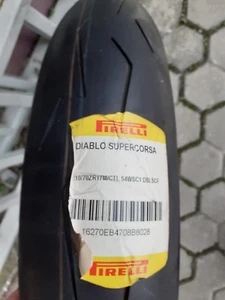 PIRELLI
DIABLO SUPERCORSA
16270EB4708B8028
PIRELLI